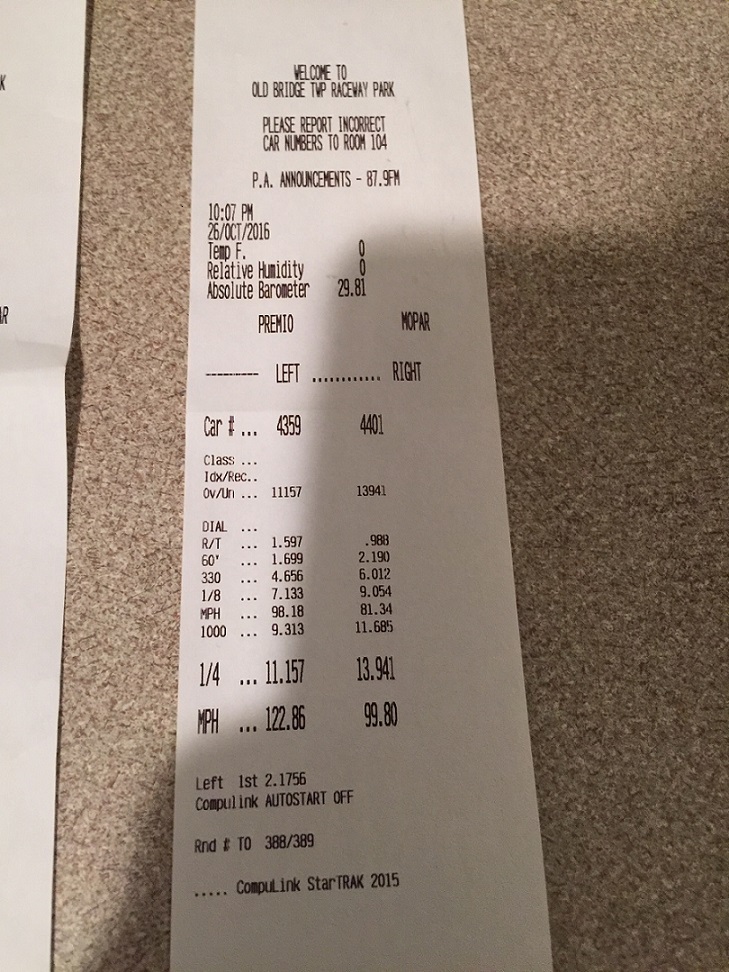 WELCOME TO
OLD BRIDGE TWP RACEWAY PARK
PLEASE REPORT INCORRECT
CAR NUMBERS TO ROOM 104
P.A. ANNOUNCEMENTS - 87.9FM
10:07 PM
26/OCT/2016
Temp F. 0
Relative Humidity 0
Absolute Barometer 29.81
PREMIO MOPAR
--------- LEFT ............ RIGHT
Car # ... 4359 4401
Class ...
Idx/Rec..
Ov/Un ... 11157 13941
DIAL ...
R/T ... 1.597 .988
60' ... 1.699 2.190
330 ... 4.656 6.012
1/8 ... 7.133 9.054
MPH ... 98.18 81.34
1000 ... 9.313 11.685
1/4 ... 11.157 13.941
MPH ... 122.86 99.80
Left 1st 2.1756
Compulink AUTOSTART OFF
Rnd # TO 388/389
..... CompuLink StarTRAK 2015
K
AR